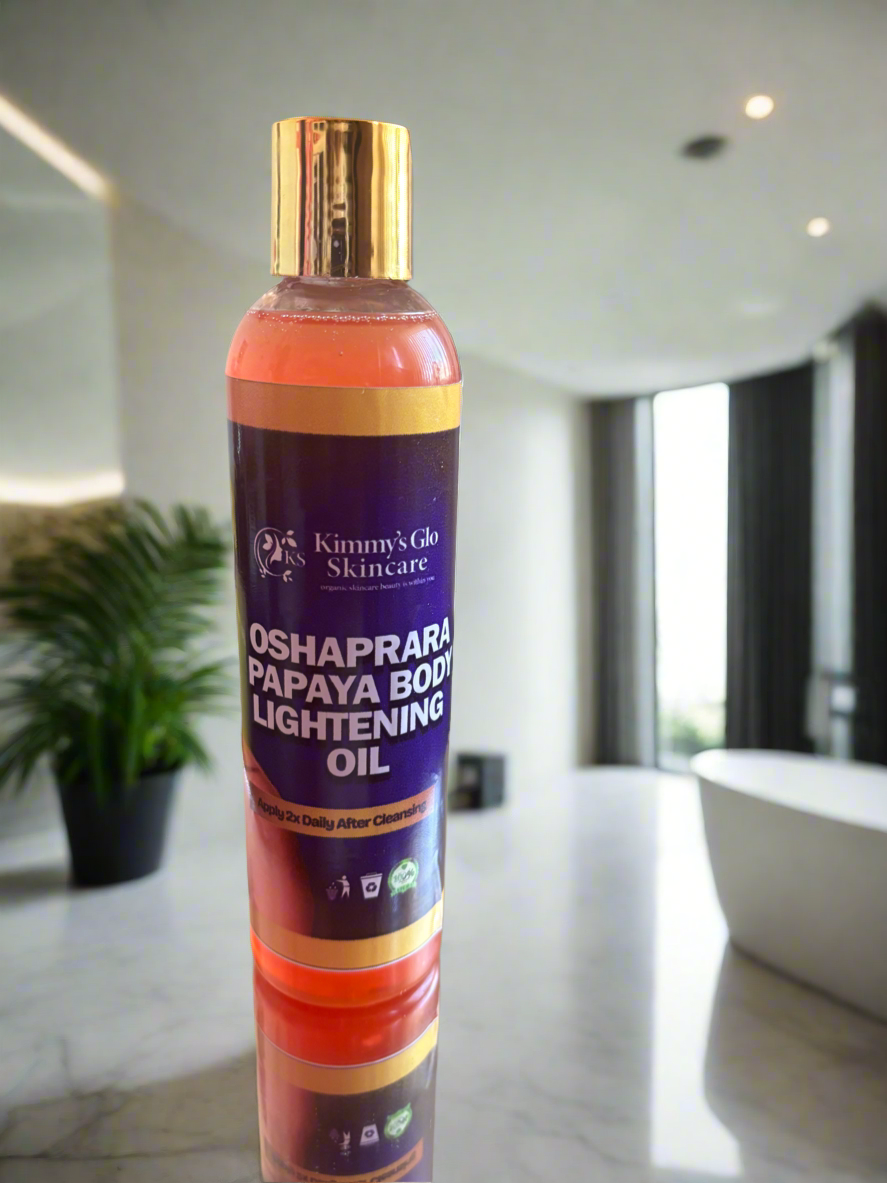 KS
Kimmy's Glo
Skincare
organic skincare beauty is within you
OSHAPRARA
PAPAYA BODY
LIGHTENING
OIL
Apply 2x Daily After Cleansing
100%